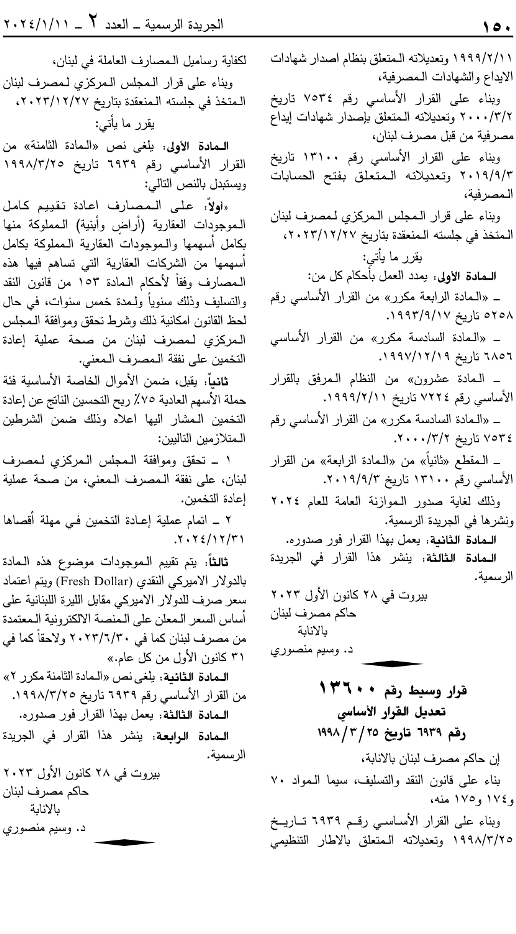 ١٥٠
الجريدة الرسمية – العدد ٢ – ٢٠٢٤/١/١١
١٩٩٩/٢/١١ وتعديلاته المتعلق بنظام اصدار شهادات
الايداع والشهادات المصرفية،
وبناء على القرار الأساسي رقم ٧٥٣٤ تاريخ
٢٠٠٠/٣/٢ وتعديلاته المتعلق بإصدار شهادات إيداع
مصرفية من قبل مصرف لبنان،
وبناء على القرار الأساسي رقم ١٣١٠٠ تاريخ
٢٠١٩/٩/٣ وتعديلاته المتعلق بفتح الحسابات
المصرفية،
وبناء على قرار المجلس المركزي لمصرف لبنان
المتخذ في جلسته المنعقدة بتاريخ ٢٠٢٣/١٢/٢٧،
يقرر ما يأتي:
المادة الأولى: يمدد العمل بأحكام كل من:
– «المادة الرابعة مكرر» من القرار الأساسي رقم
٥٢٥٨ تاريخ ١٩٩٣/٩/١٧.
– «المادة السادسة مكرر» من القرار الأساسي
٦٨٥٦ تاريخ ١٩٩٧/١٢/١٩.
– المادة عشرون» من النظام المرفق بالقرار
الأساسي رقم ٧٢٢٤ تاريخ ١٩٩٩/٢/١١.
– «المادة السادسة مكرر» من القرار الأساسي رقم
٧٥٣٤ تاريخ ٢٠٠٠/٣/٢.
– المقطع «ثانياً» من «المادة الرابعة» من القرار
الأساسي رقم ١٣١٠٠ تاريخ ٢٠١٩/٩/٣.
وذلك لغاية صدور الموازنة العامة للعام ٢٠٢٤
ونشرها في الجريدة الرسمية.
المادة الثانية: يعمل بهذا القرار فور صدوره.
المادة الثالثة: ينشر هذا القرار في الجريدة
الرسمية.
بيروت في ٢٨ كانون الأول ٢٠٢٣
حاكم مصرف لبنان
بالانابة
د. وسيم منصوري
قرار وسيط رقم ١٣٦٠٠
تعديل القرار الأساسي
رقم ٦٩٣٩ تاريخ ١٩٩٨/٣/٢٥
إن حاكم مصرف لبنان بالانابة،
بناء على قانون النقد والتسليف، سيما المواد ٧٠
و١٧٤ و١٧٥ منه،
وبناء على القرار الأساسي رقم ٦٩٣٩ تاريخ
١٩٩٨/٣/٢٥ وتعديلاته المتعلق بالاطار التنظيمي
لكفاية رساميل المصارف العاملة في لبنان،
وبناء على قرار المجلس المركزي لمصرف لبنان
المتخذ في جلسته المنعقدة بتاريخ ٢٠٢٣/١٢/٢٧،
يقرر ما يأتي:
المادة الأولى: يلغى نص «المادة الثامنة» من
القرار الأساسي رقم ٦٩٣٩ تاريخ ١٩٩٨/٣/٢٥
ويستبدل بالنص التالي:
«اولاً: على المصارف اعادة تقييم كامل
الموجودات العقارية (أراضٍ وأبنية) المملوكة منها
بكامل أسهمها والموجودات العقارية المملوكة بكامل
أسهمها من الشركات العقارية التي تساهم فيها هذه
المصارف وفقاً لأحكام المادة ١٥٣ من قانون النقد
والتسليف وذلك سنوياً ولمدة خمس سنوات، في حال
لحظ القانون امكانية ذلك وشرط تحقق وموافقة المجلس
المركزي لمصرف لبنان من صحة عملية إعادة
التخمين على نفقة المصرف المعني.
ثانياً: يقبل، ضمن الأموال الخاصة الأساسية فئة
حملة الأسهم العادية ٧٥٪ ربح التحسين الناتج عن إعادة
التخمين المشار اليها اعلاه وذلك ضمن الشرطين
المتلازمين التاليين:
١ – تحقق وموافقة المجلس المركزي لمصرف
لبنان، على نفقة المصرف المعني، من صحة عملية
إعادة التخمين.
٢ – اتمام عملية إعادة التخمين في مهلة أقصاها
٢٠٢٤/١٢/٣١.
ثالثاً: يتم تقييم الموجودات موضوع هذه المادة
بالدولار الاميركي النقدي (Fresh Dollar) ويتم اعتماد
سعر صرف للدولار الاميركي مقابل الليرة اللبنانية على
أساس السعر المعلن على المنصة الالكترونية المعتمدة
من مصرف لبنان كما في ٢٠٢٣/٦/٣٠ ولاحقاً كما في
٣١ كانون الأول من كل عام.»
المادة الثانية: يلغى نص «المادة الثامنة مكرر ٢»
من القرار الأساسي رقم ٦٩٣٩ تاريخ ١٩٩٨/٣/٢٥.
المادة الثالثة: يعمل بهذا القرار فور صدوره.
المادة الرابعة: ينشر هذا القرار في الجريدة
الرسمية.
بيروت في ٢٨ كانون الأول ٢٠٢٣
حاكم مصرف لبنان
بالانابة
د. وسيم منصوري